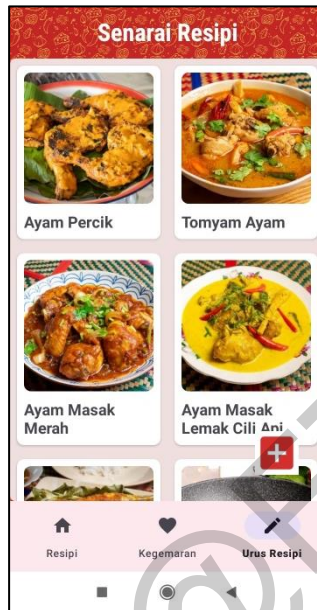 Senarai Resipi
Ayam Percik
Tomyam Ayam
Ayam Masak
Merah
Ayam Masak
Lemak Cili Api
Resipi
Kegemaran
Urus Resipi